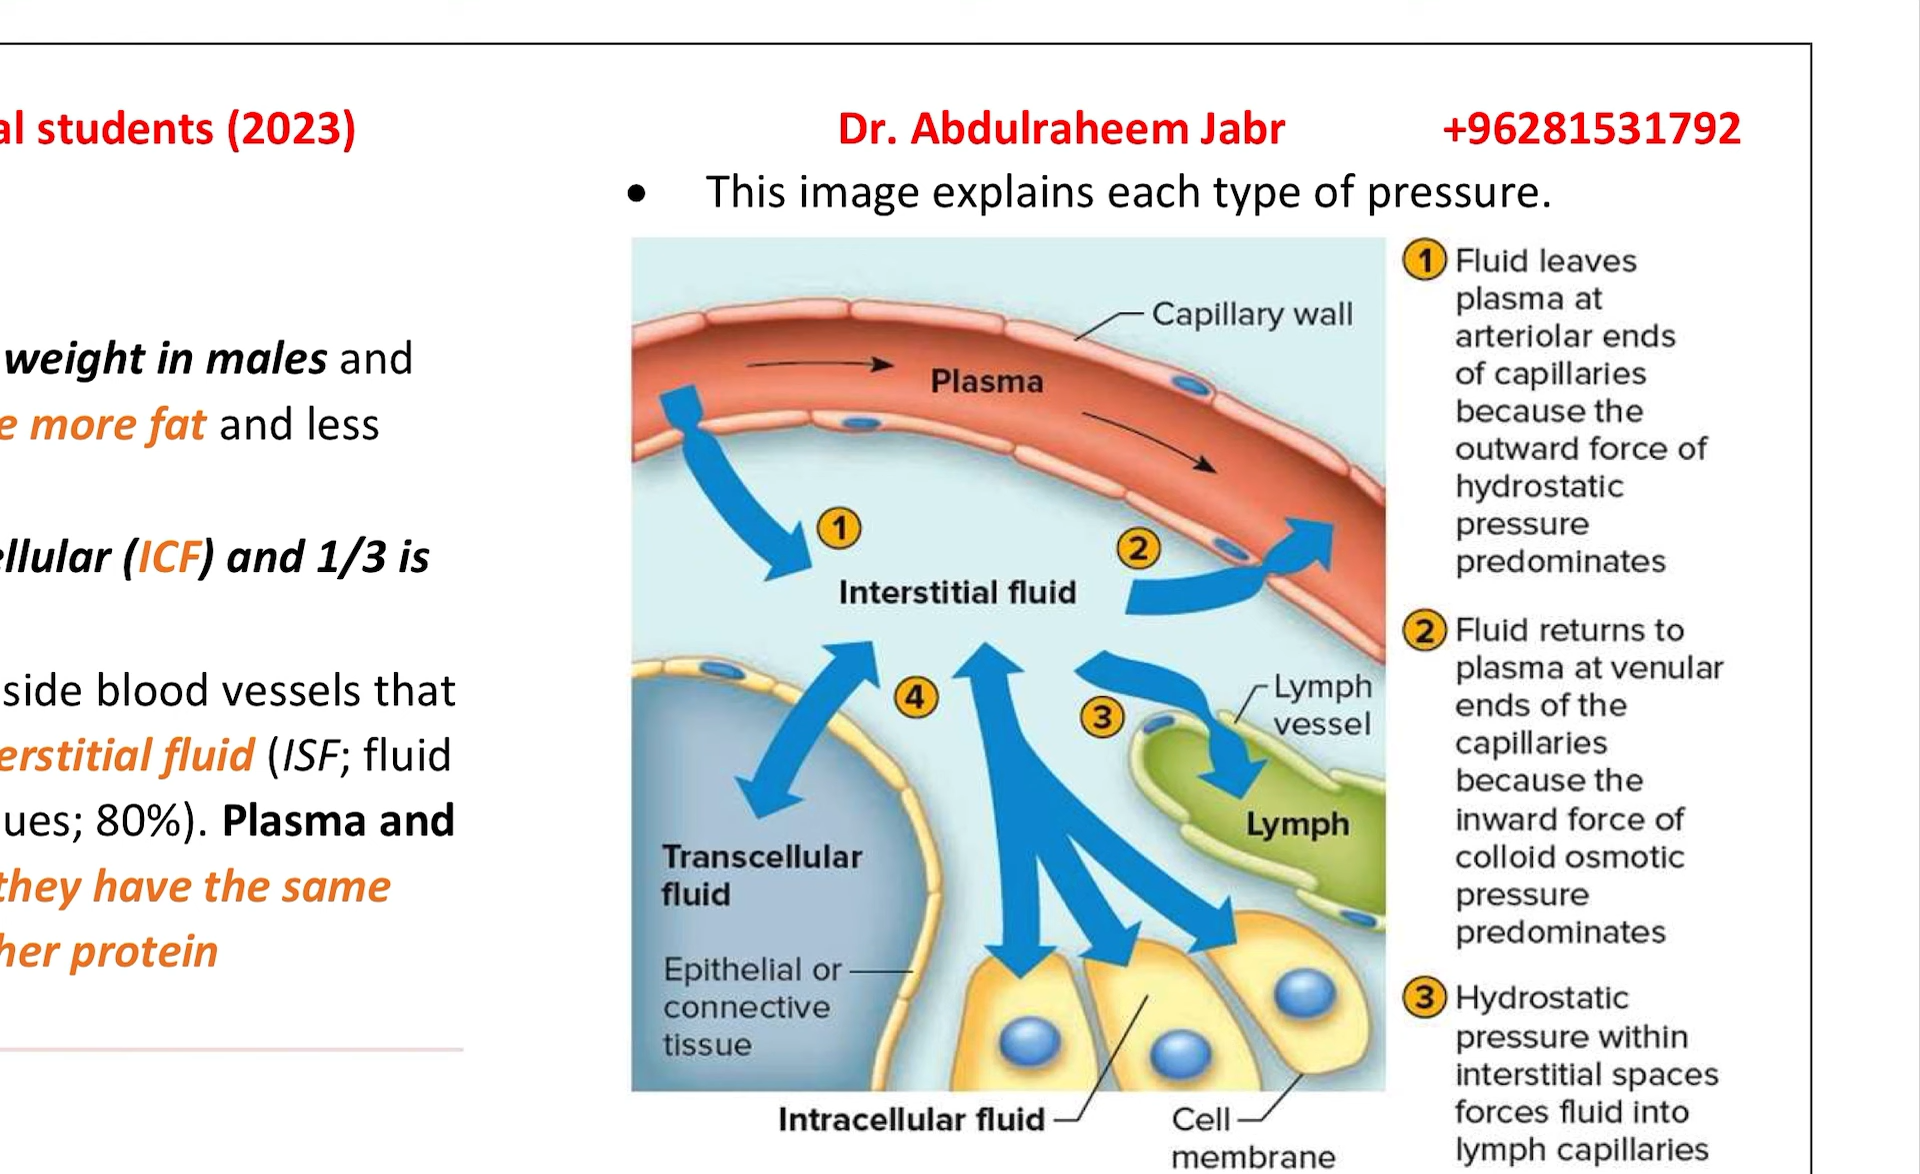 al students (2023)
Dr. Abdulraheem Jabr +96281531792
weight in males and
e more fat and less
ellular (ICF) and 1/3 is
side blood vessels that
erstitial fluid (ISF; fluid
ues; 80%). Plasma and
they have the same
her protein
• This image explains each type of pressure.
Capillary wall
Plasma
1
2
Interstitial fluid
4
3
Lymph
vessel
Lymph
Transcellular
fluid
Epithelial or
connective
tissue
Intracellular fluid
Cell
membrane
1 Fluid leaves
plasma at
arteriolar ends
of capillaries
because the
outward force of
hydrostatic
pressure
predominates
2 Fluid returns to
plasma at venular
ends of the
capillaries
because the
inward force of
colloid osmotic
pressure
predominates
3 Hydrostatic
pressure within
interstitial spaces
forces fluid into
lymph capillaries